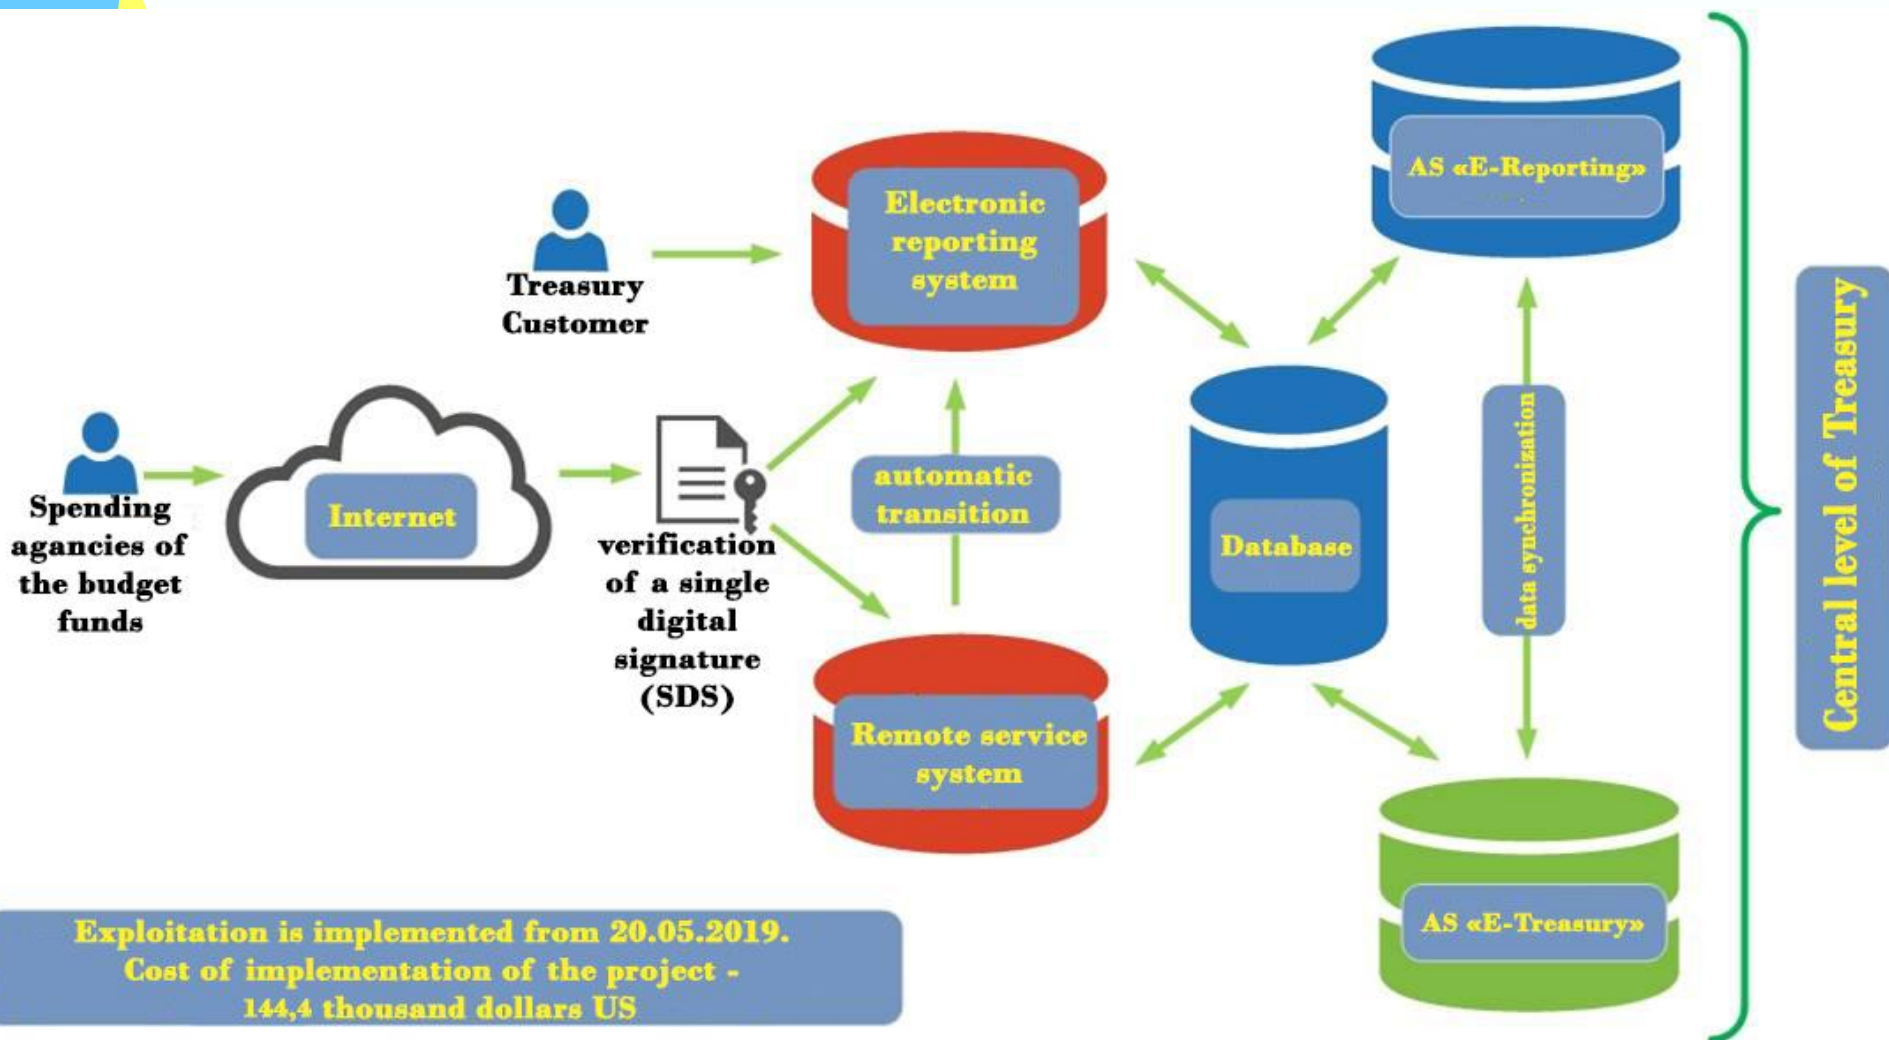 AS «E-Reporting»
Electronic
reporting
system
Treasury
Customer
Spending
agancies of
the budget
funds
Internet
verification
of a single
digital
signature
(SDS)
automatic
transition
Database
data synchronization
Central level of Treasury
Remote service
system
AS «E-Treasury»
Exploitation is implemented from 20.05.2019.
Cost of implementation of the project -
144,4 thousand dollars US